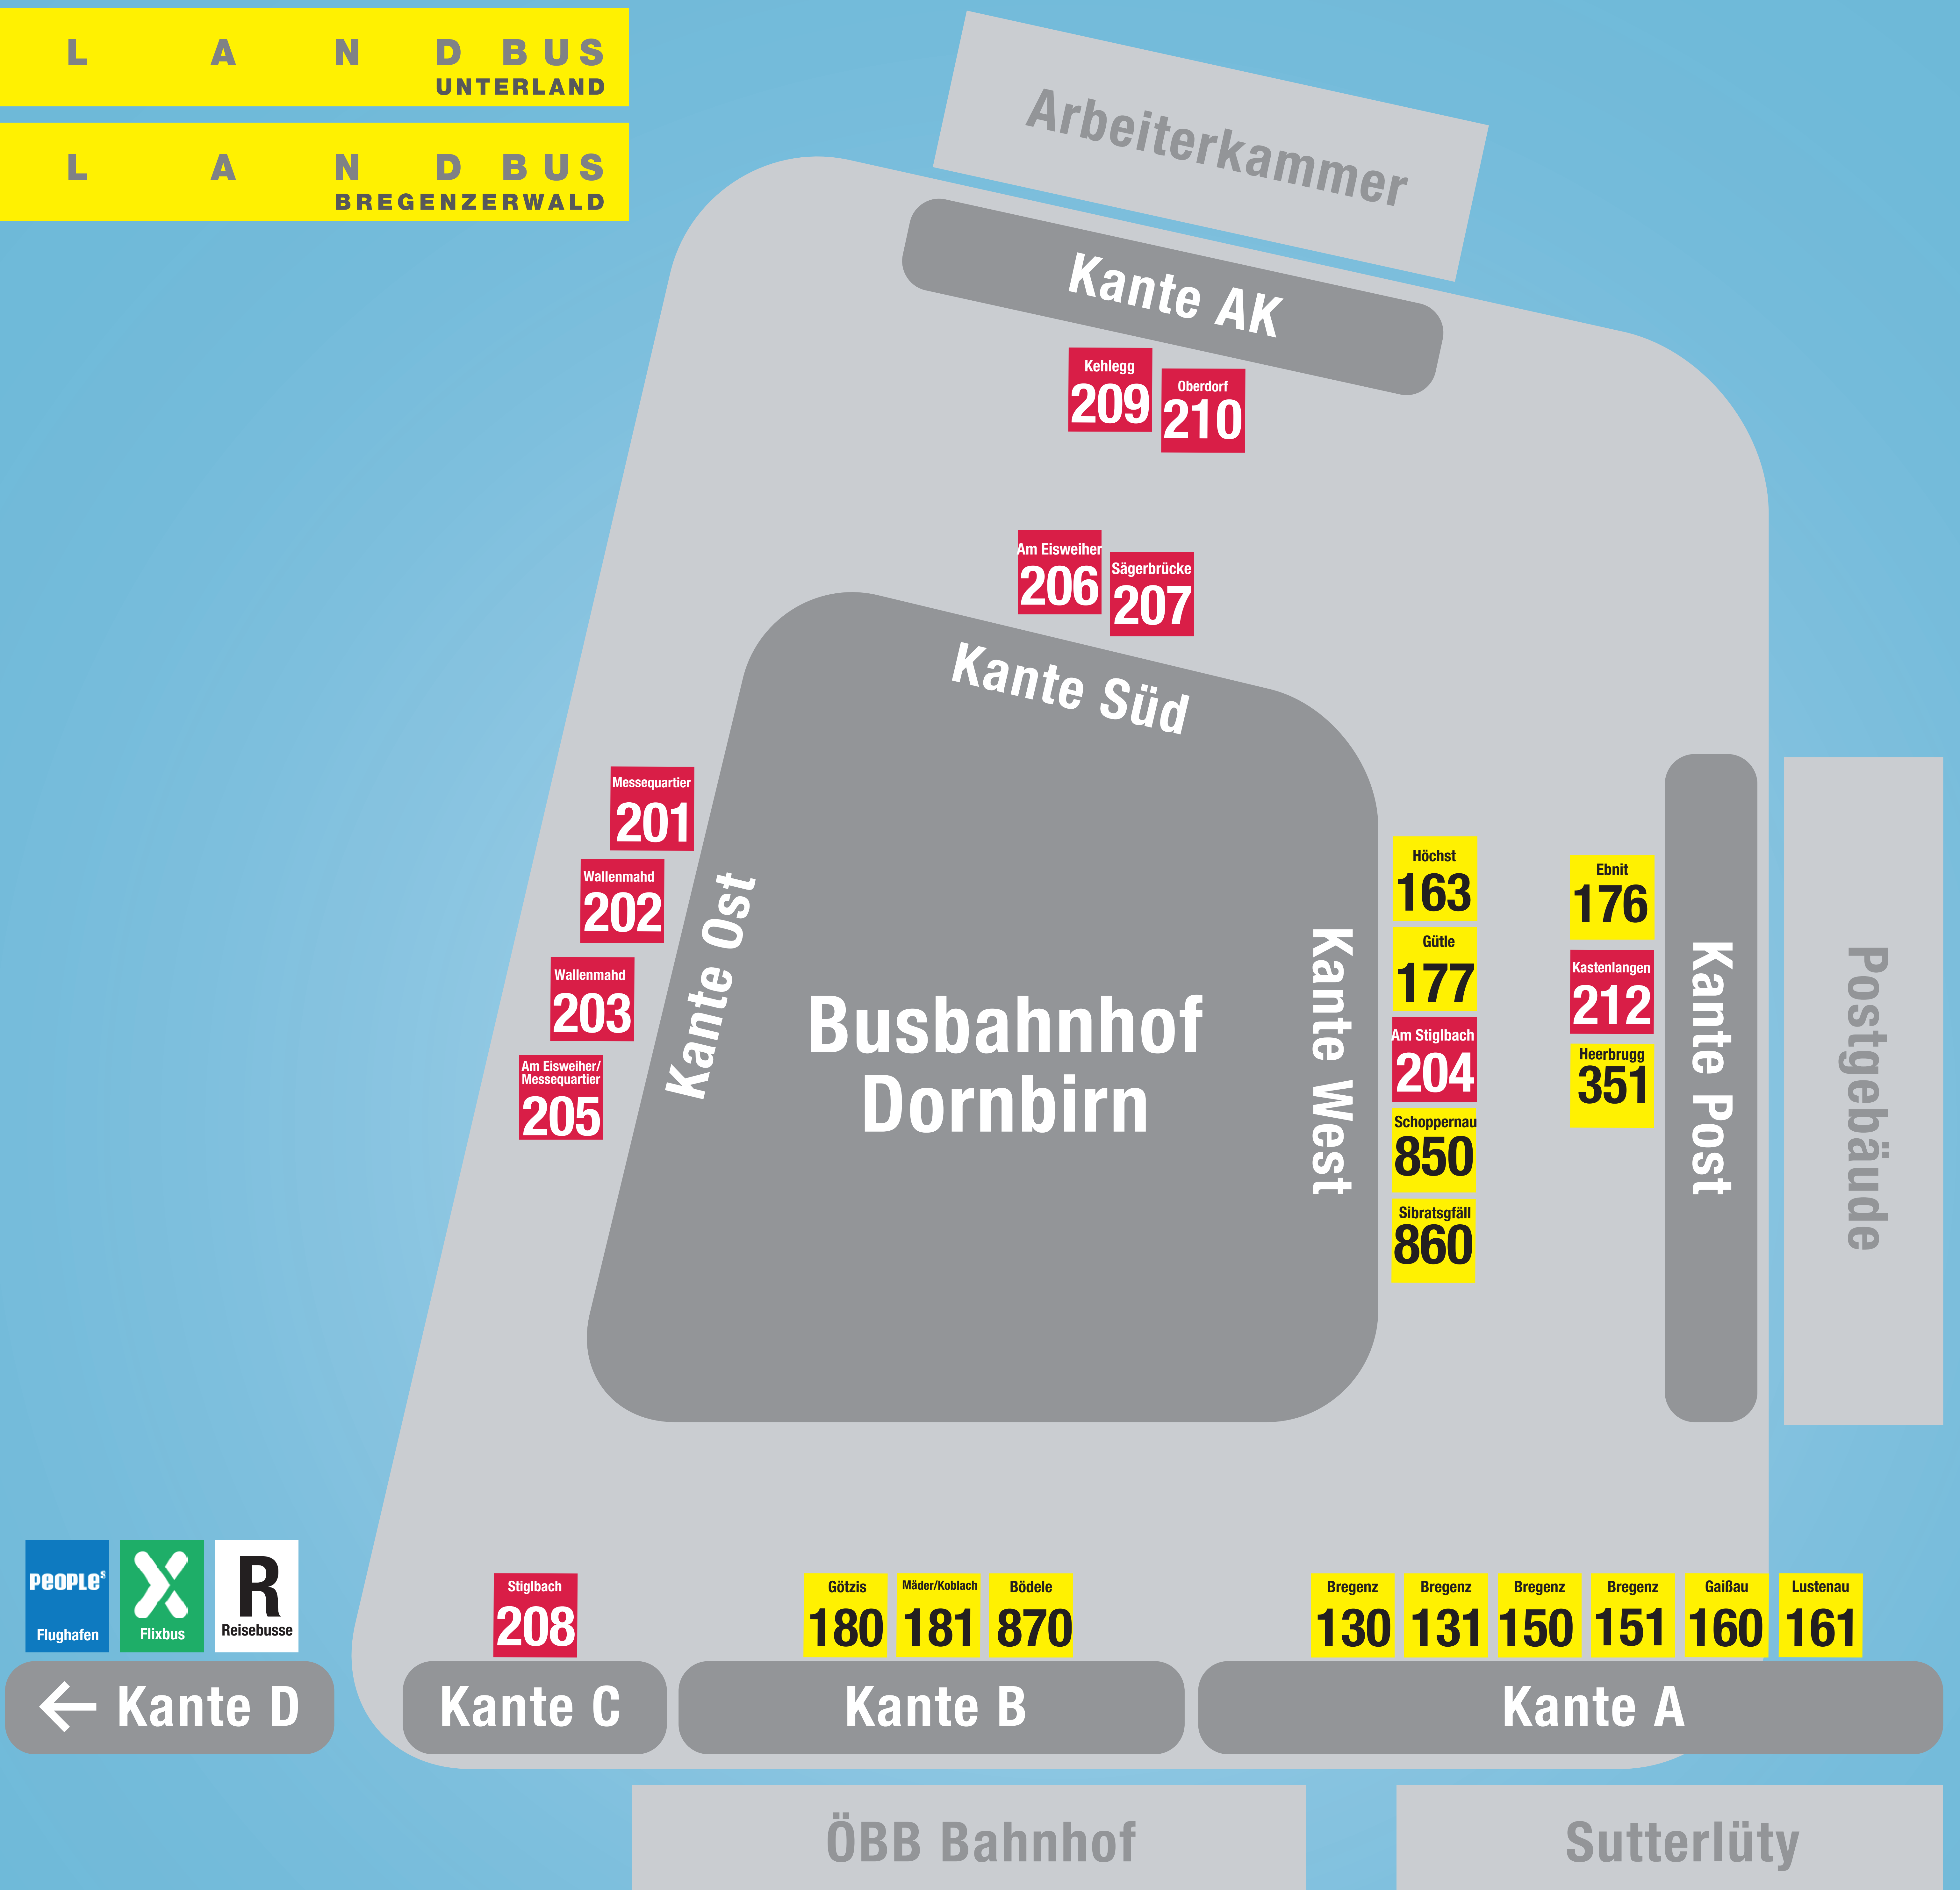 LANDBUS
UNTERLAND
LANDBUS
BREGENZERWALD
Arbeiterkammer
Kante AK
Kehlegg
209
Oberdorf
210
Am Eisweiher
206
Sägerbrücke
207
Kante Süd
Messequartier
201
Wallenmahd
202
Wallenmahd
203
Am Eisweiher/
Messequartier
205
Kante Ost
Busbahnhof
Dornbirn
Kante West
Höchst
163
Gütle
177
Am Stiglbach
204
Schoppernau
850
Sibratsgfäll
860
Ebnit
176
Kastenlangen
212
Heerbrugg
351
Kante Post
Postgebäude
PEOPLE's
Flughafen
Flixbus
R
Reisebusse
Kante D
Stiglbach
208
Kante C
Götzis
180
Mäder/Koblach
181
Bödele
870
Kante B
Bregenz
130
Bregenz
131
Bregenz
150
Bregenz
151
Gaißau
160
Lustenau
161
Kante A
ÖBB Bahnhof
Sutterlüty